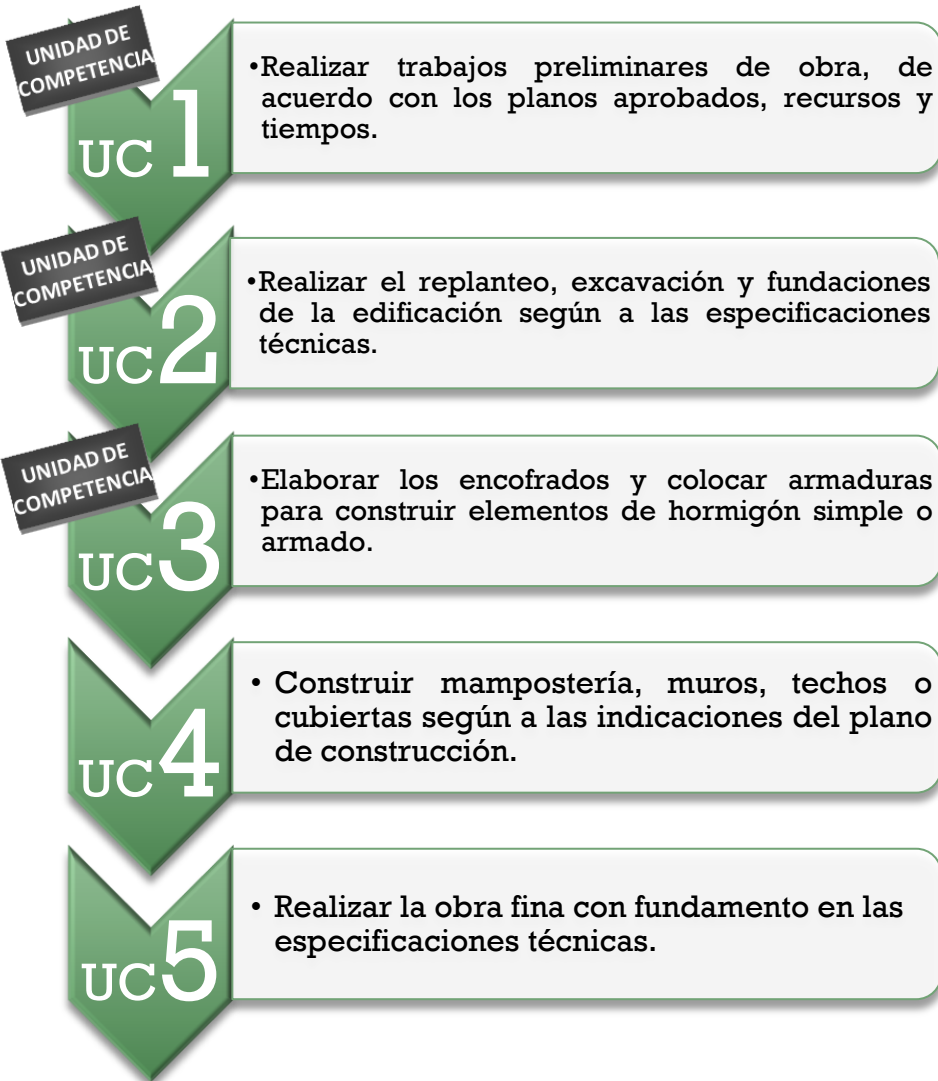 UNIDAD DE
COMPETENCIA
UC 1
•Realizar trabajos preliminares de obra, de
acuerdo con los planos aprobados, recursos y
tiempos.
UNIDAD DE
COMPETENCIA
UC2
•Realizar el replanteo, excavación y fundaciones
de la edificación según a las especificaciones
técnicas.
UNIDAD DE
COMPETENCIA
UC3
•Elaborar los encofrados y colocar armaduras
para construir elementos de hormigón simple o
armado.
UC4
• Construir mampostería, muros, techos o
cubiertas según a las indicaciones del plano
de construcción.
UC5
• Realizar la obra fina con fundamento en las
especificaciones técnicas.